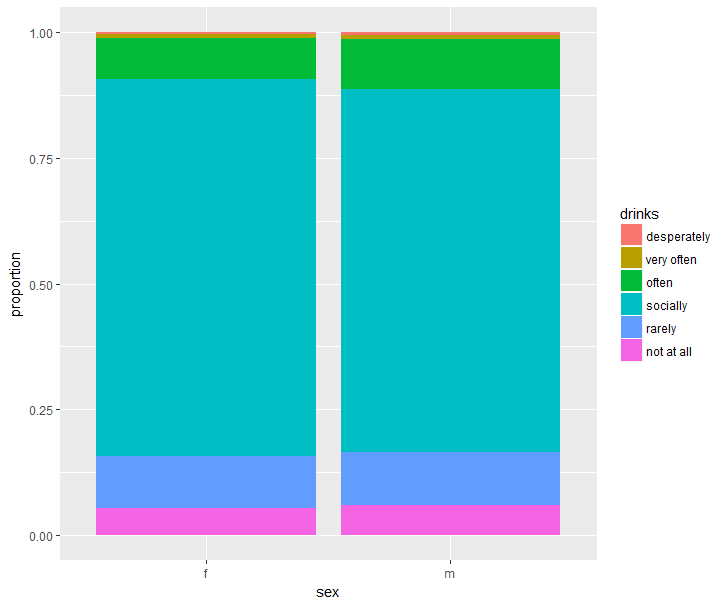 1.00
0.75
0.50
0.25
0.00
proportion
f
m
sex
drinks
desperately
very often
often
socially
rarely
not at all